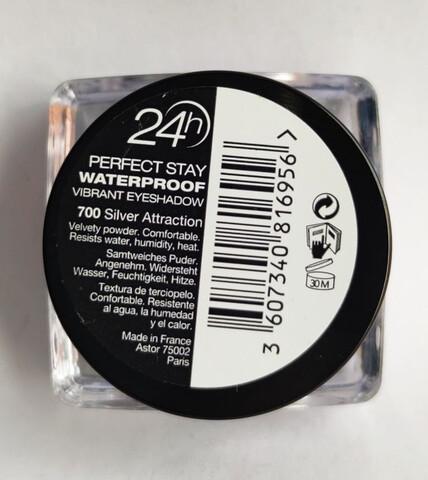 24h
PERFECT STAY
WATERPROOF
VIBRANT EYESHADOW
700 Silver Attraction
Velvety powder. Comfortable.
Resists water, humidity, heat.
Samtweiches Puder.
Angenehm. Widersteht
Wasser, Feuchtigkeit, Hitze.
Textura de terciopelo.
Confortable. Resistente
al agua, la humedad
y el calor.
Made in France
Astor 75002
Paris
3 607340 816956 >
30 M